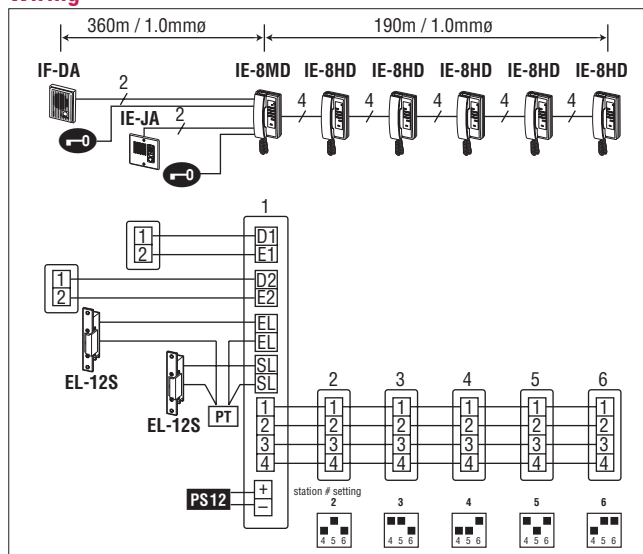 360m / 1.0mmø 190m / 1.0mmø
IF-DA 2 IE-8MD IE-8HD IE-8HD IE-8HD IE-8HD IE-8HD
IE-JA 2 4 4 4 4 4
1
1 D1
2 E1
1 D2
2 E2
EL
EL
EL-12S
SL
SL
EL-12S PT
2 3 4 5 6
1 1 1 1 1 1
2 2 2 2 2 2
3 3 3 3 3 3
4 4 4 4 4 4
PS12 + −
station # setting
2 3 4 5 6
4 5 6 4 5 6 4 5 6 4 5 6 4 5 6